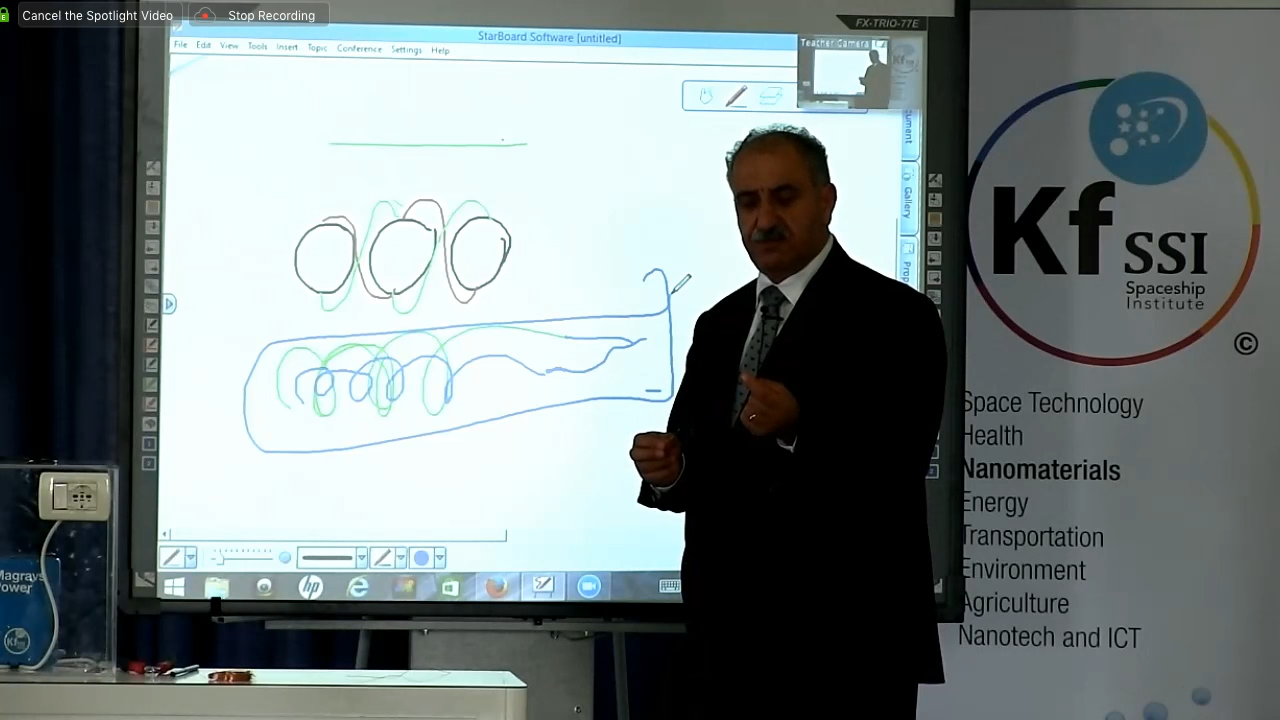 Cancel the Spotlight Video
Stop Recording
FX-TRIO-77E
StarBoard Software [untitled]
File Edit View Tools Insert Topic Conference Settings Help
Teacher Camera
Gallery
Kf SSI
Spaceship
Institute
©
Space Technology
Health
Nanomaterials
Energy
Transportation
Environment
Agriculture
Nanotech and ICT
Magrays
Power
Kf
hp